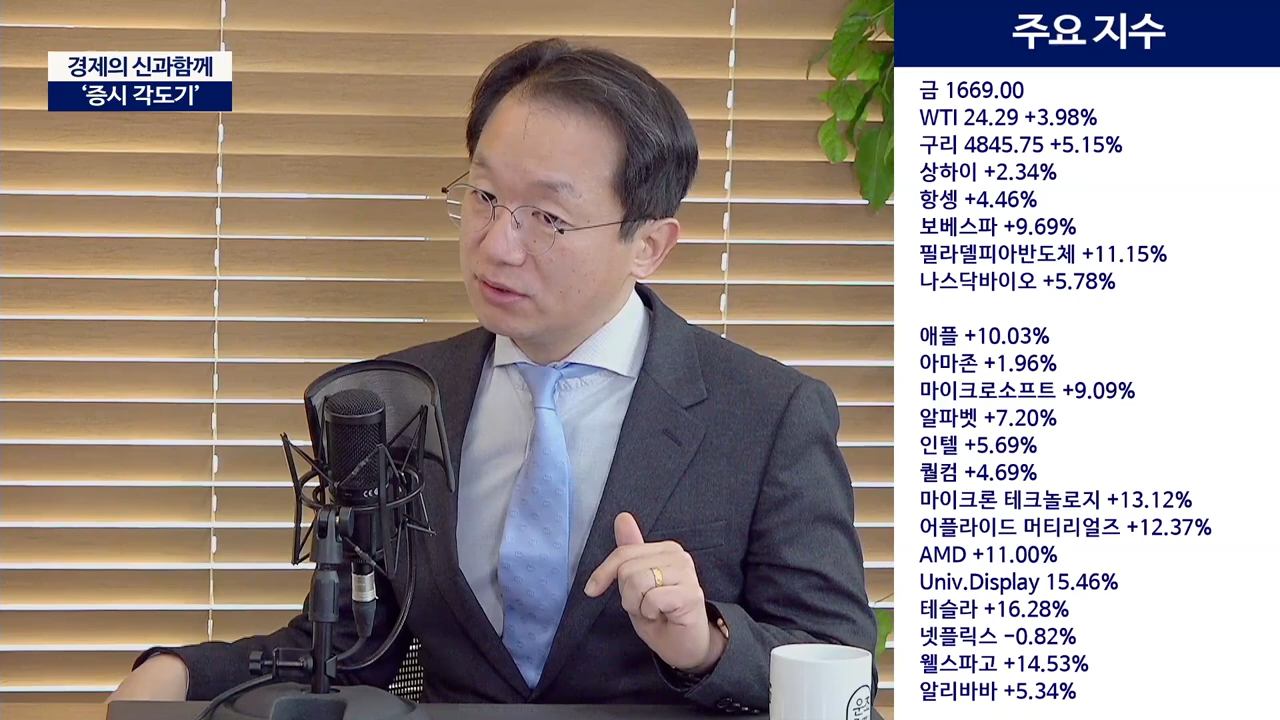 경제의 신과함께
‘증시 각도기’
주요 지수
금 1669.00
WTI 24.29 +3.98%
구리 4845.75 +5.15%
상하이 +2.34%
항셍 +4.46%
보베스파 +9.69%
필라델피아반도체 +11.15%
나스닥바이오 +5.78%
애플 +10.03%
아마존 +1.96%
마이크로소프트 +9.09%
알파벳 +7.20%
인텔 +5.69%
퀄컴 +4.69%
마이크론 테크놀로지 +13.12%
어플라이드 머티리얼즈 +12.37%
AMD +11.00%
Univ.Display 15.46%
테슬라 +16.28%
넷플릭스 −0.82%
웰스파고 +14.53%
알리바바 +5.34%